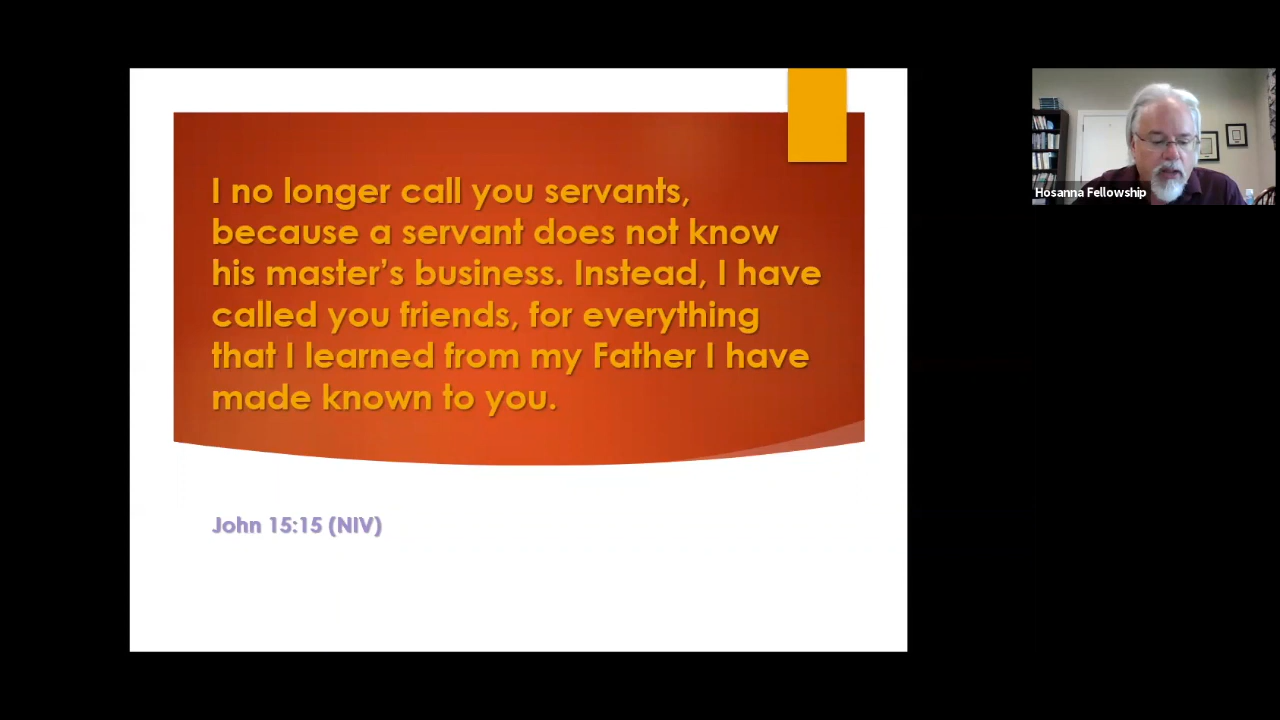 I no longer call you servants,
because a servant does not know
his master’s business. Instead, I have
called you friends, for everything
that I learned from my Father I have
made known to you.
John 15:15 (NIV)
Hosanna Fellowship